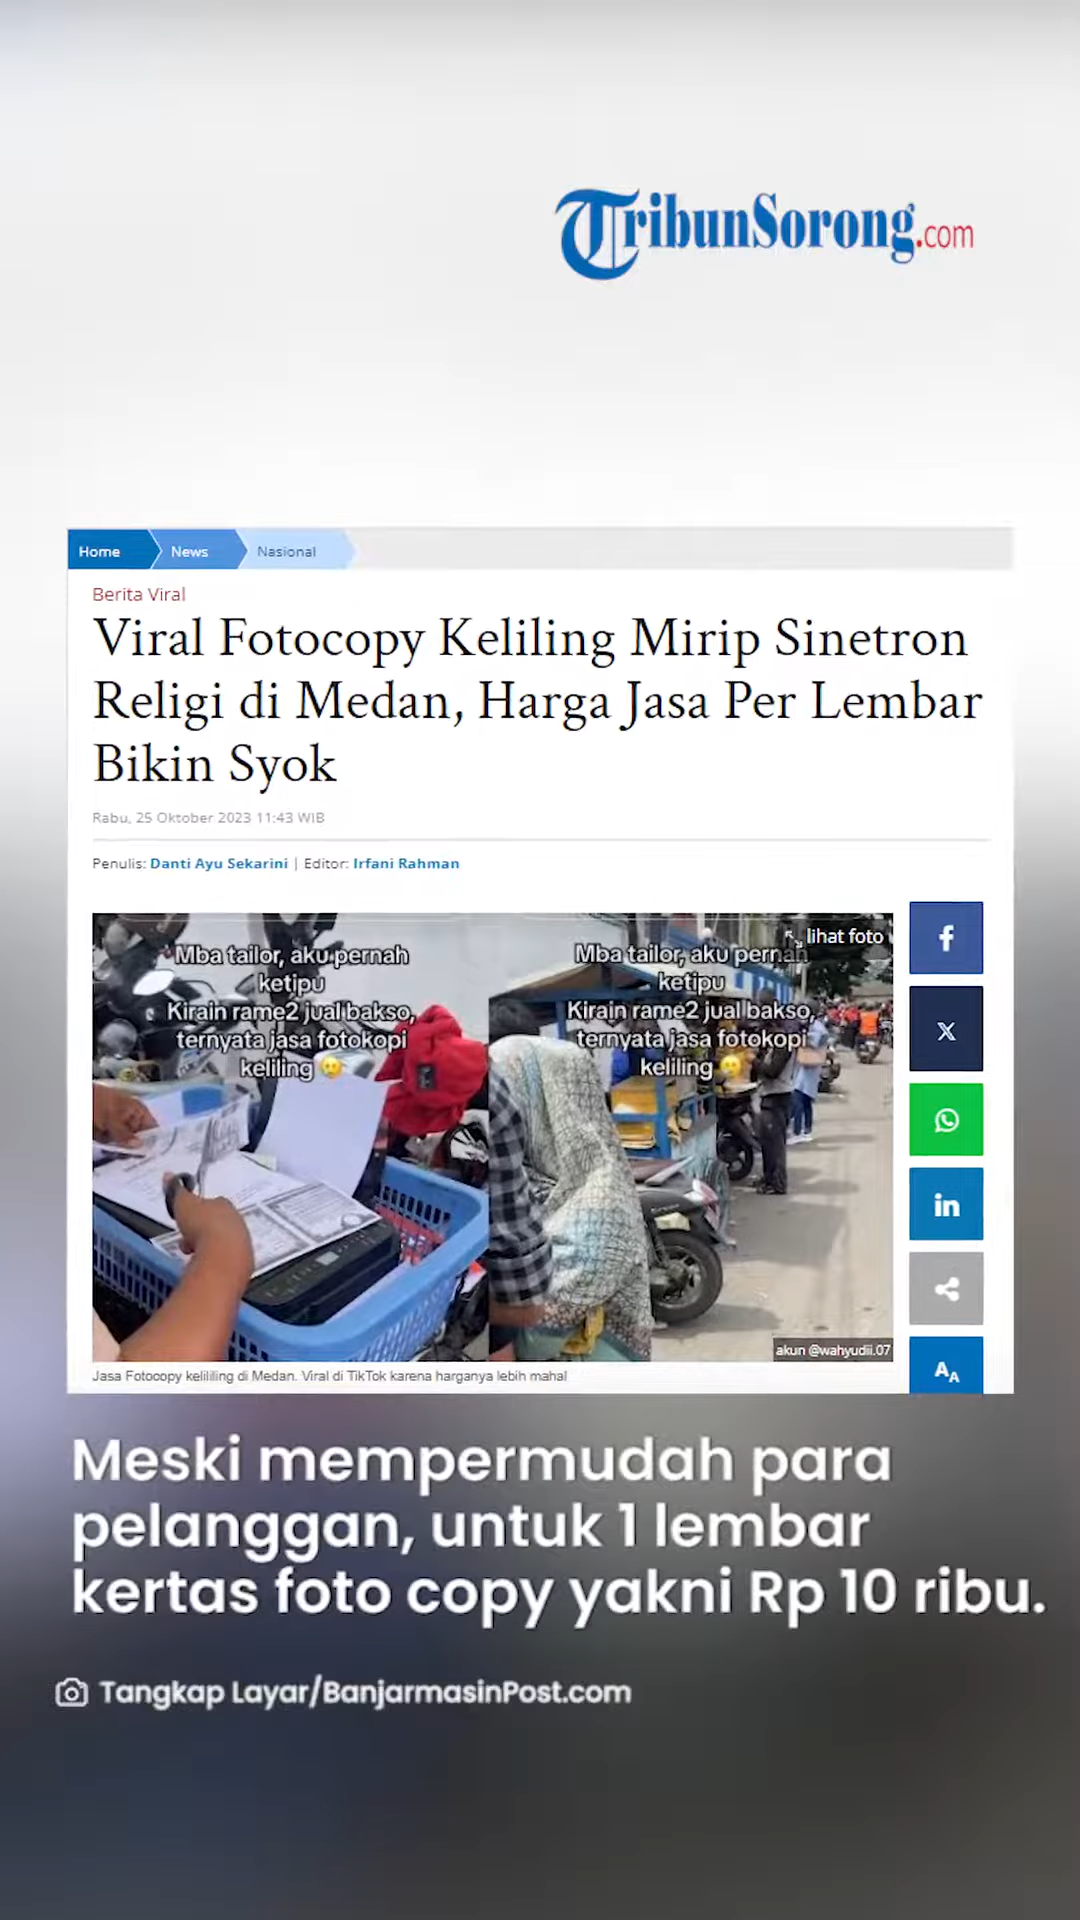 TribunSorong.com
Home News Nasional
Berita Viral
Viral Fotocopy Keliling Mirip Sinetron
Religi di Medan, Harga Jasa Per Lembar
Bikin Syok
Rabu, 25 Oktober 2023 11:43 WIB
Penulis: Danti Ayu Sekarini | Editor: Irfani Rahman
Mba tailor, aku pernah
ketipu
Kirain rame2 jual bakso,
ternyata jasa fotokopi
keliling 🥲
lihat foto
Mba tailor, aku pernah
ketipu
Kirain rame2 jual bakso,
ternyata jasa fotokopi
keliling 🥲
akun @wahyudii.07
Jasa Fotocopy kelililing di Medan. Viral di TikTok karena harganya lebih mahal
f
X
in
AA
Meski mempermudah para
pelanggan, untuk 1 lembar
kertas foto copy yakni Rp 10 ribu.
Tangkap Layar/BanjarmasinPost.com